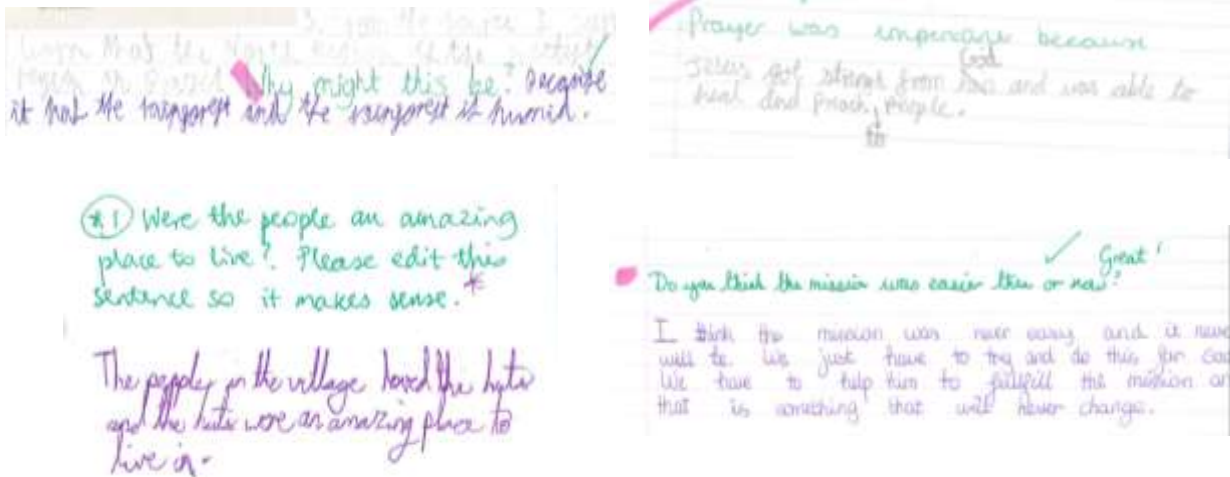 Why might this be? Because
it hot the rainforest and the rainforest is humid.
Prayer was important because
Jesus got strength from God and was able to
heal and preach people.
to
*1 Were the people an amazing
place to live? Please edit this
sentence so it makes sense.*
The people in the village loved the huts
and the huts were an amazing place to
live in.
Great!
Do you think the mission was easier then or now?
I think the mission was never easy and it never
will be. We just have to try and do this for God
We have to help him to fullfill the mission
that is something that will never change.